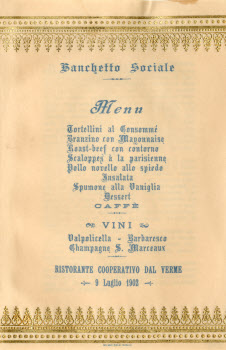 Banchetto Sociale
Menu
Tortellini al Consommé
Branzino con Mayonnaise
Roast-beef con contorno
Scaloppes à la parisienne
Pollo novello allo spiedo
Insalata
Spumone alla Vaniglia
Dessert
CAFFÈ
VINI
Valpolicella - Barbaresco
Champagne S. Marceaux
RISTORANTE COOPERATIVO DAL VERME
9 Luglio 1902